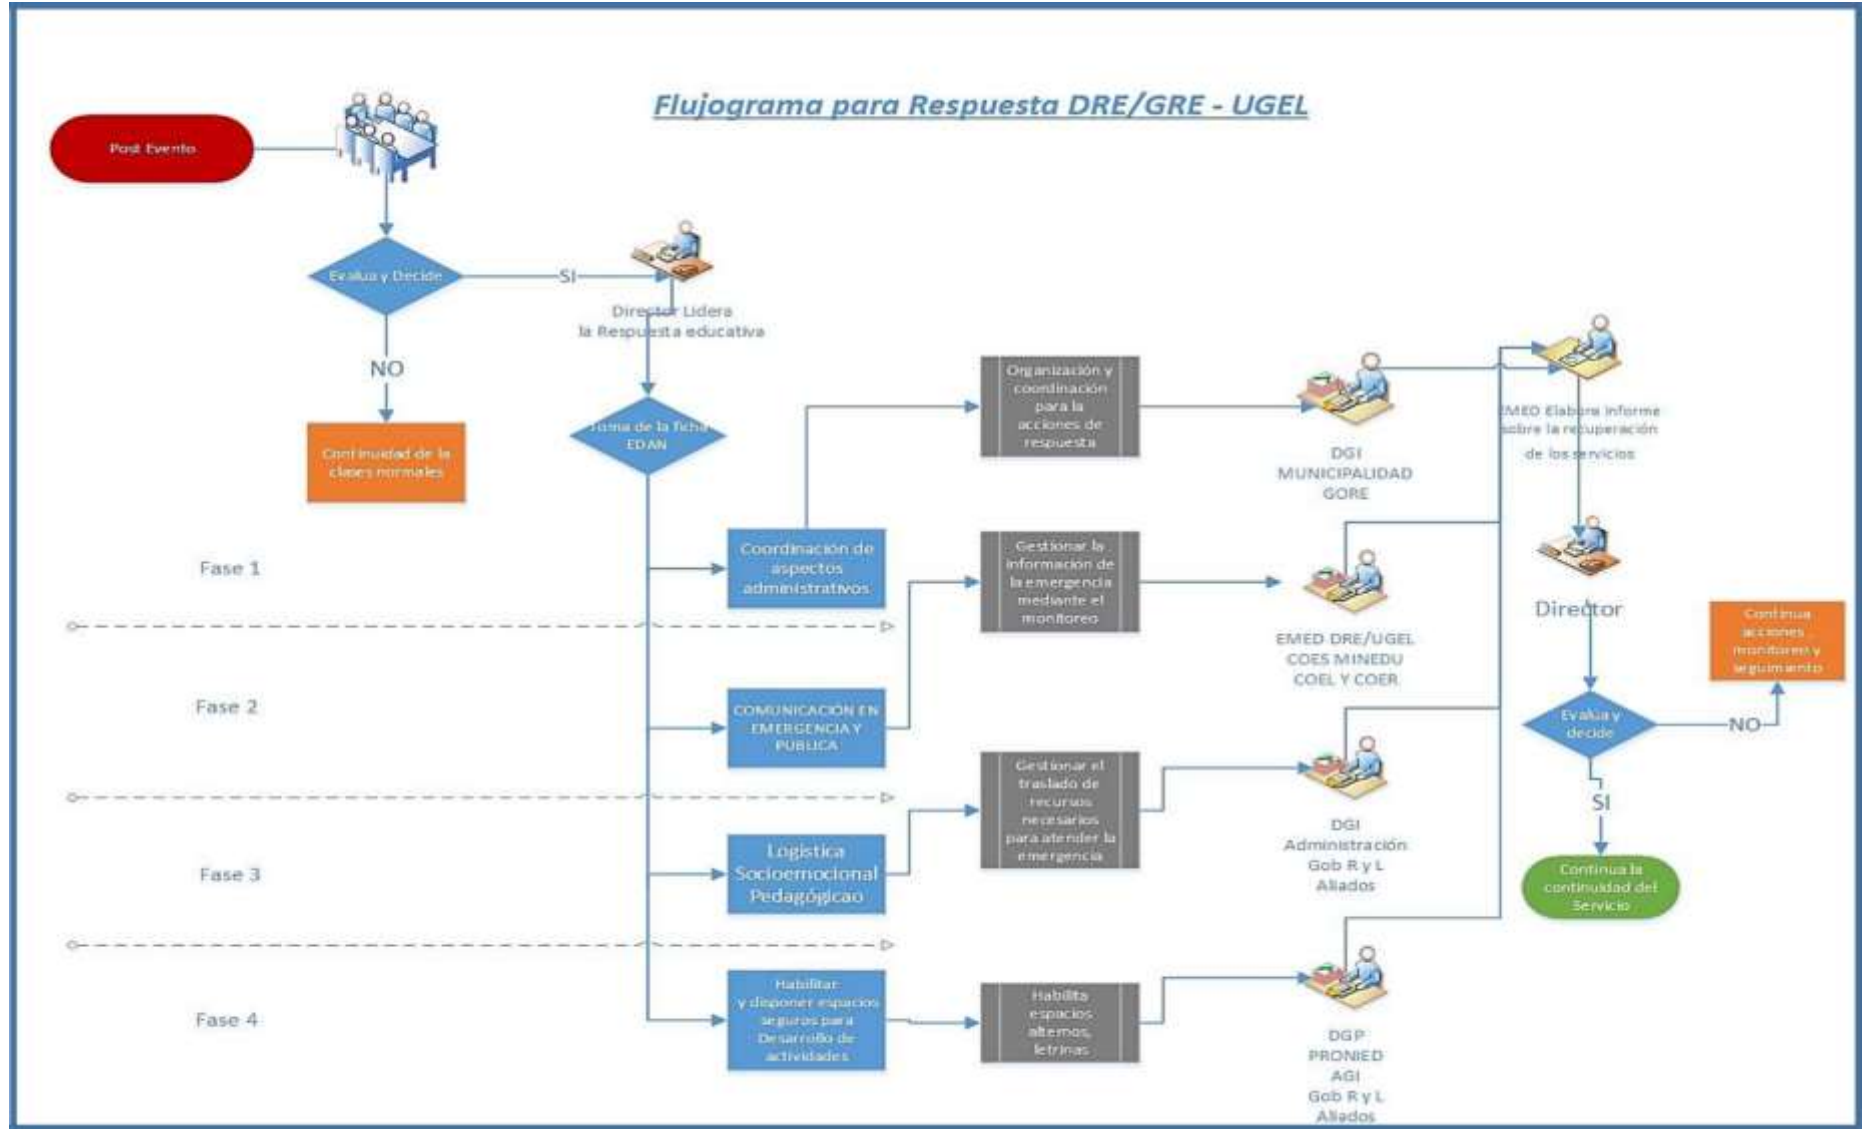 Flujograma para Respuesta DRE/GRE - UGEL
Post Evento
Evalua y Decide
SI
Director Lidera
la Respuesta educativa
NO
Continuidad de la
clases normales
Toma de la ficha
EDAN
Fase 1
Coordinación de
aspectos
administrativos
Organización y
coordinación
para la
acciones de
respuesta
DGI
MUNICIPALIDAD
GORE
EMED Elabora Informe
sobre la recuperación
de los servicios
Fase 2
COMUNICACIÓN EN
EMERGENCIA Y
PUBLICA
Gestionar la
información de
la emergencia
mediante el
monitoreo
EMED DRE/UGEL
COES MINEDU
COEL Y COER
Director
Continua
acciones
monitoreo y
seguimiento
Evalua y
decide
NO
SI
Continua la
continuidad del
Servicio
Fase 3
Logistica
Socioemocional
Pedagógicao
Gestionar el
traslado de
recursos
necesarios
para atender la
emergencia
DGI
Administración
Gob R y L
Aliados
Fase 4
Habilitar
y disponer espacios
seguros para
Desarrollo de
actividades
Habilita
espacios
alternos,
letrinas
DGP
PRONIED
AGI
Gob R y L
Aliados